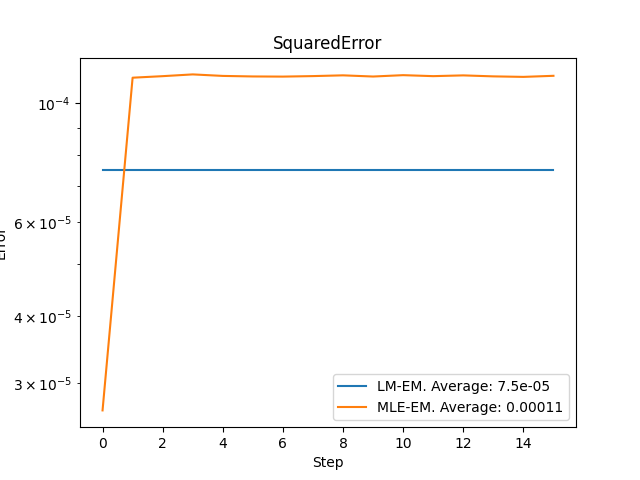 SquaredError
10⁻⁴
6 × 10⁻⁵
4 × 10⁻⁵
3 × 10⁻⁵
Error
LM-EM. Average: 7.5e-05
MLE-EM. Average: 0.00011
0 2 4 6 8 10 12 14
Step